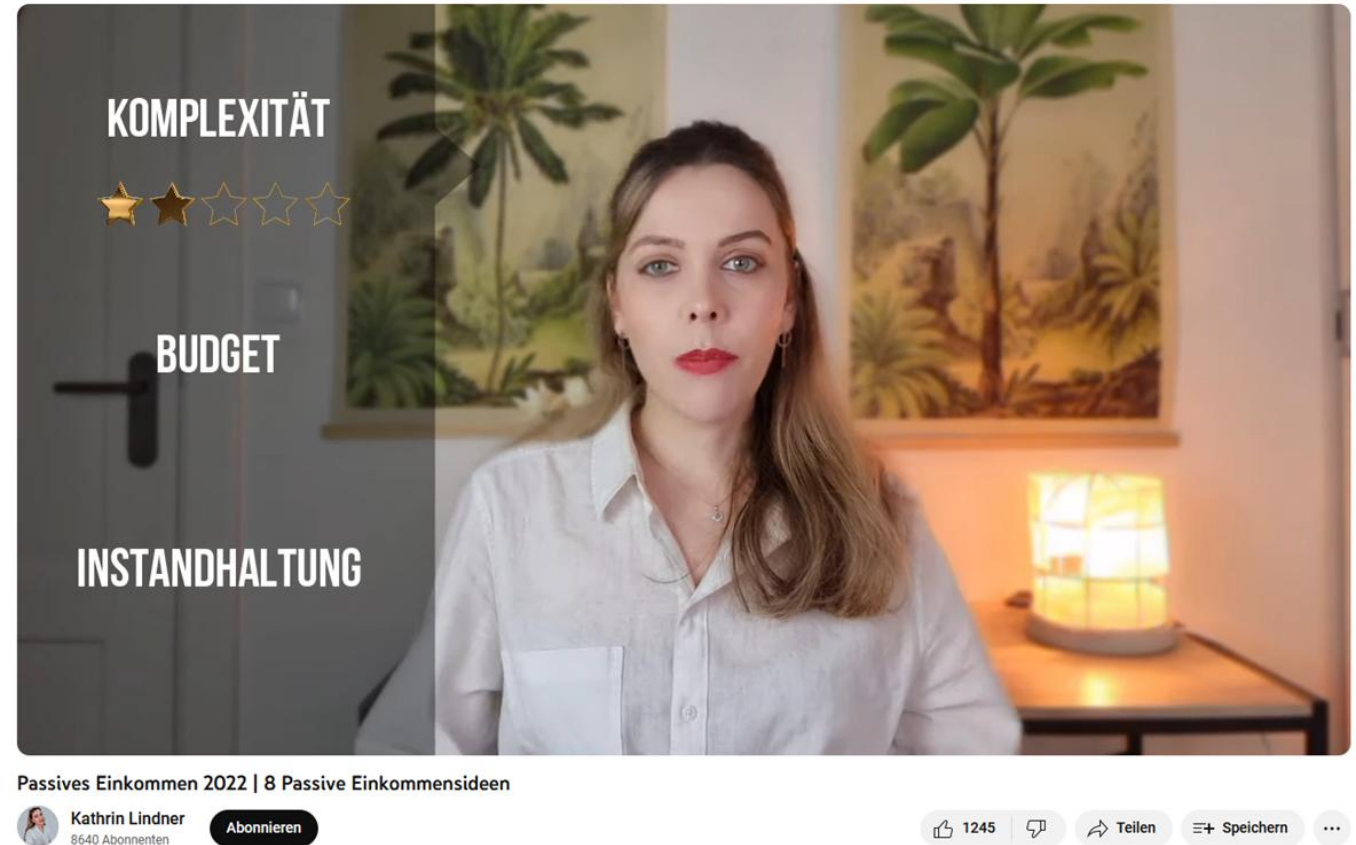 KOMPLEXITÄT
BUDGET
INSTANDHALTUNG
Passives Einkommen 2022 | 8 Passive Einkommensideen
Kathrin Lindner
8640 Abonnenten
Abonnieren
1245
Teilen
Speichern